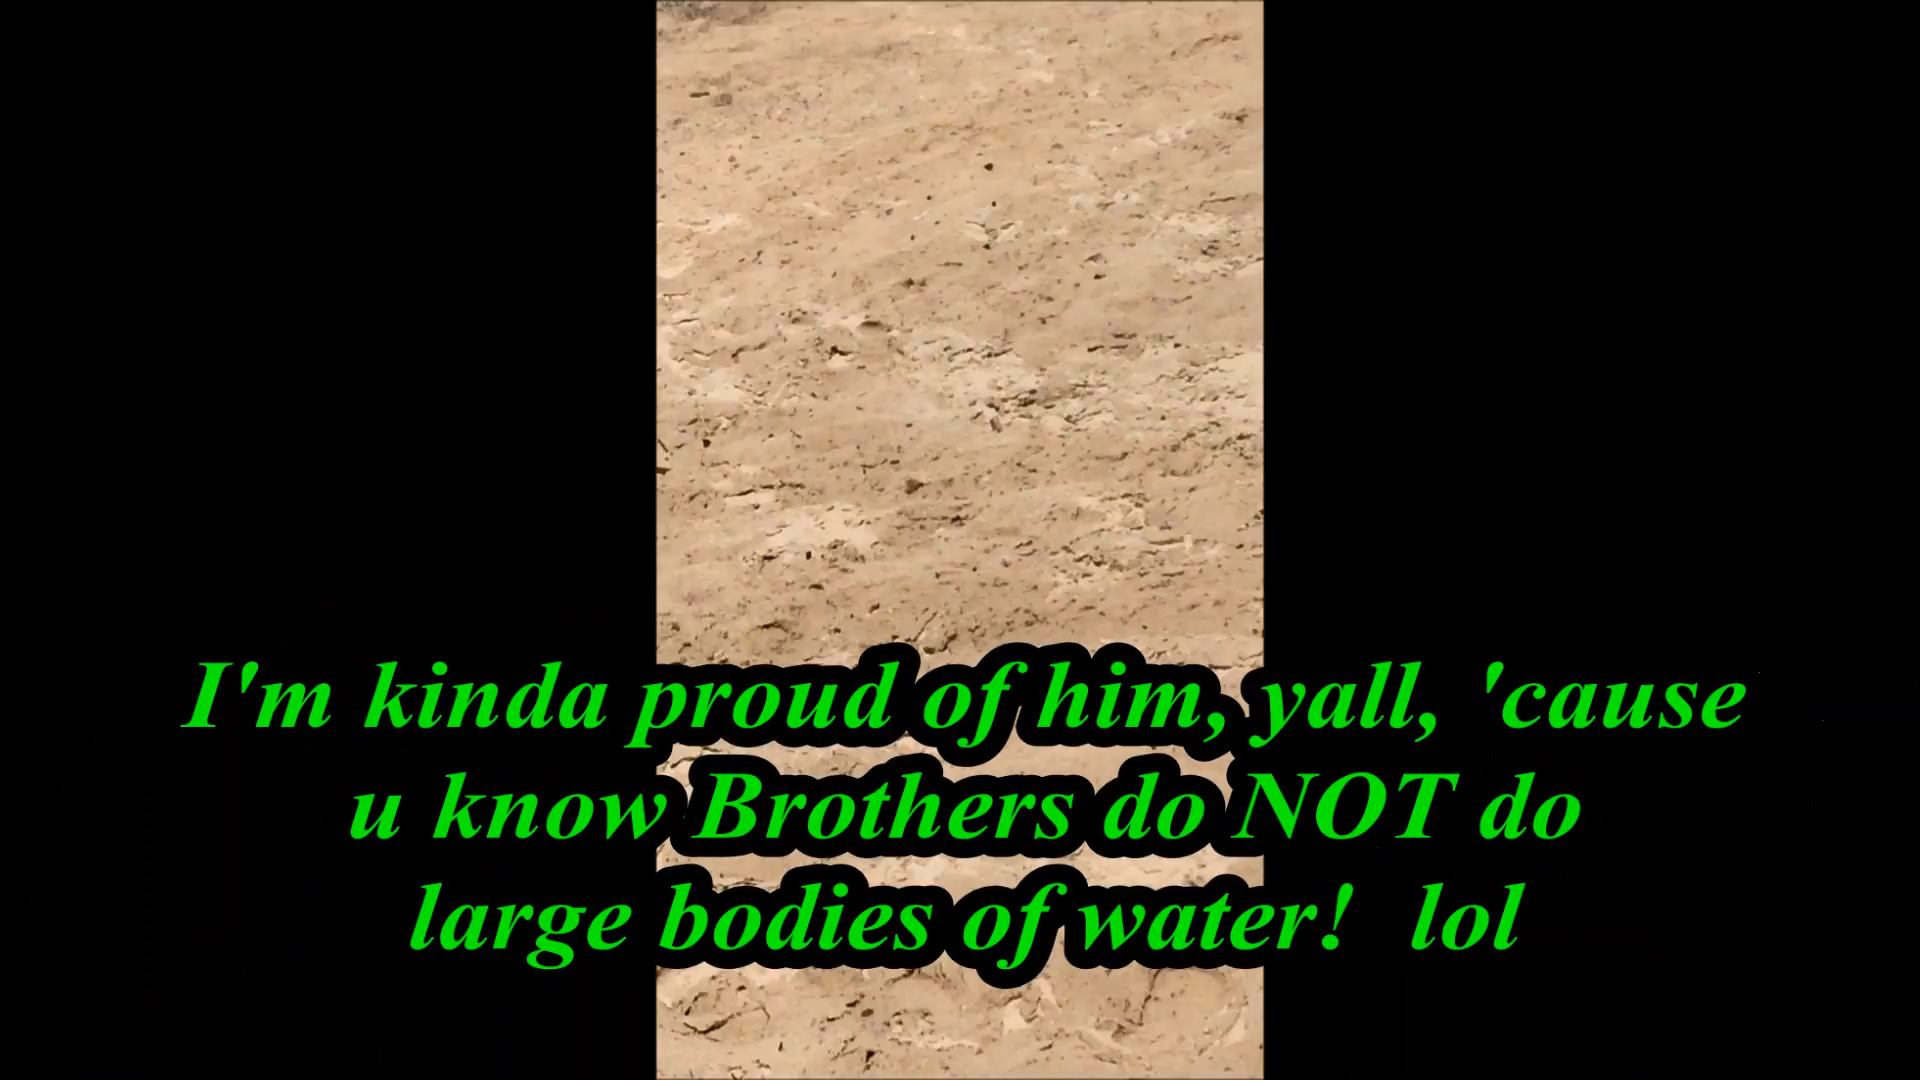 I'm kinda proud of him, yall, 'cause
u know Brothers do NOT do
large bodies of water!  lol